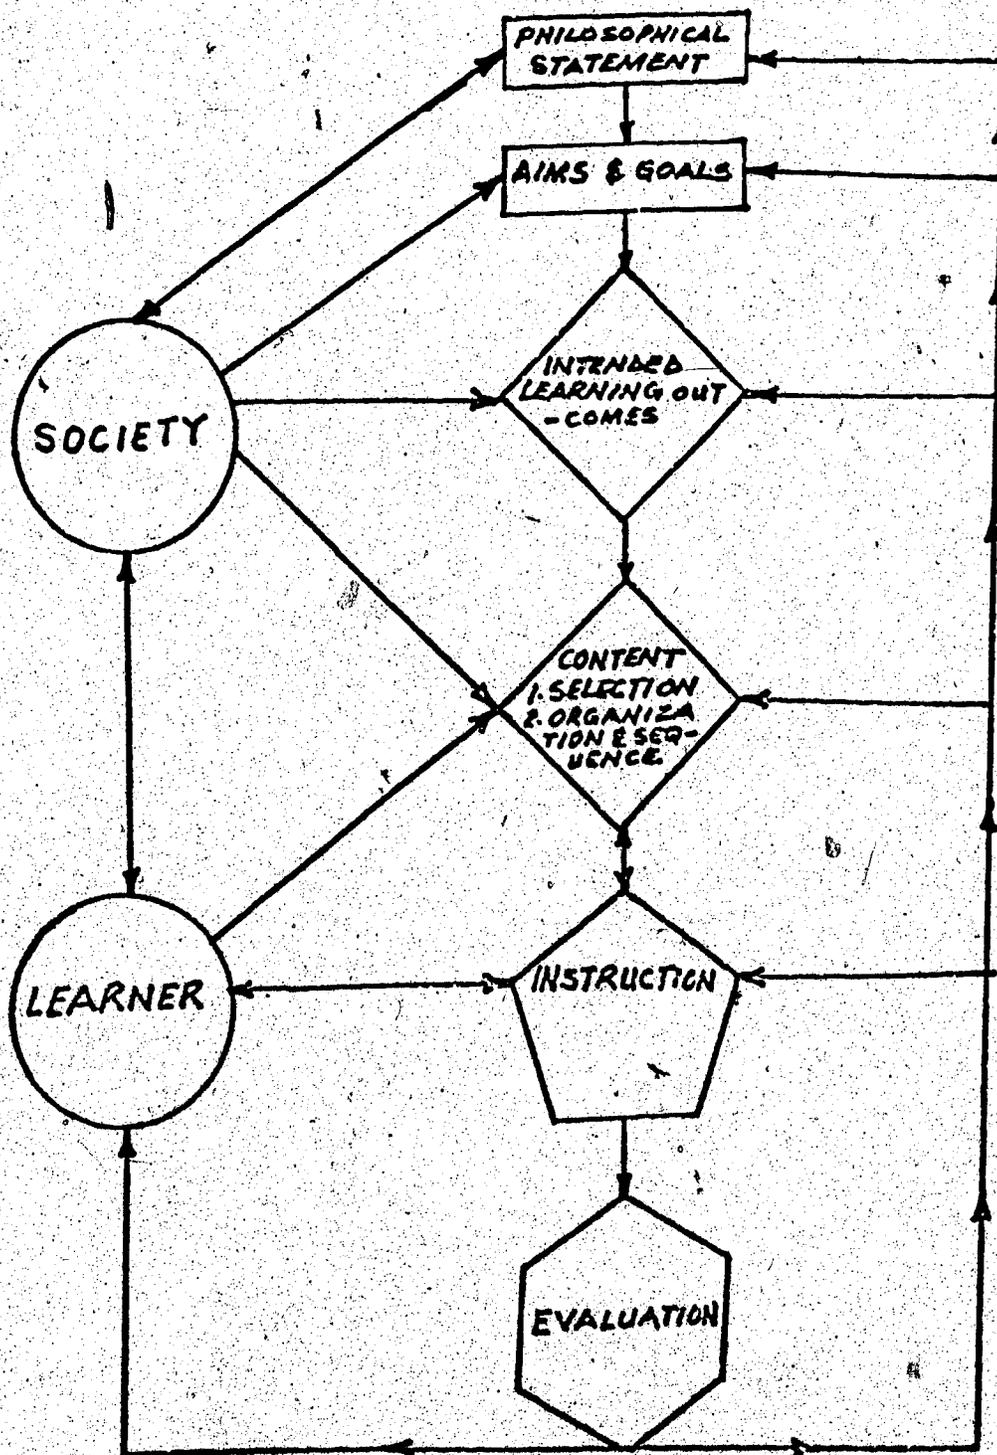 PHILOSOPHICAL
STATEMENT
AIMS & GOALS
INTENDED
LEARNING OUT
-COMES
SOCIETY
CONTENT
1. SELECTION
2. ORGANIZA
TION & SEQ-
UENCE.
LEARNER
INSTRUCTION
EVALUATION